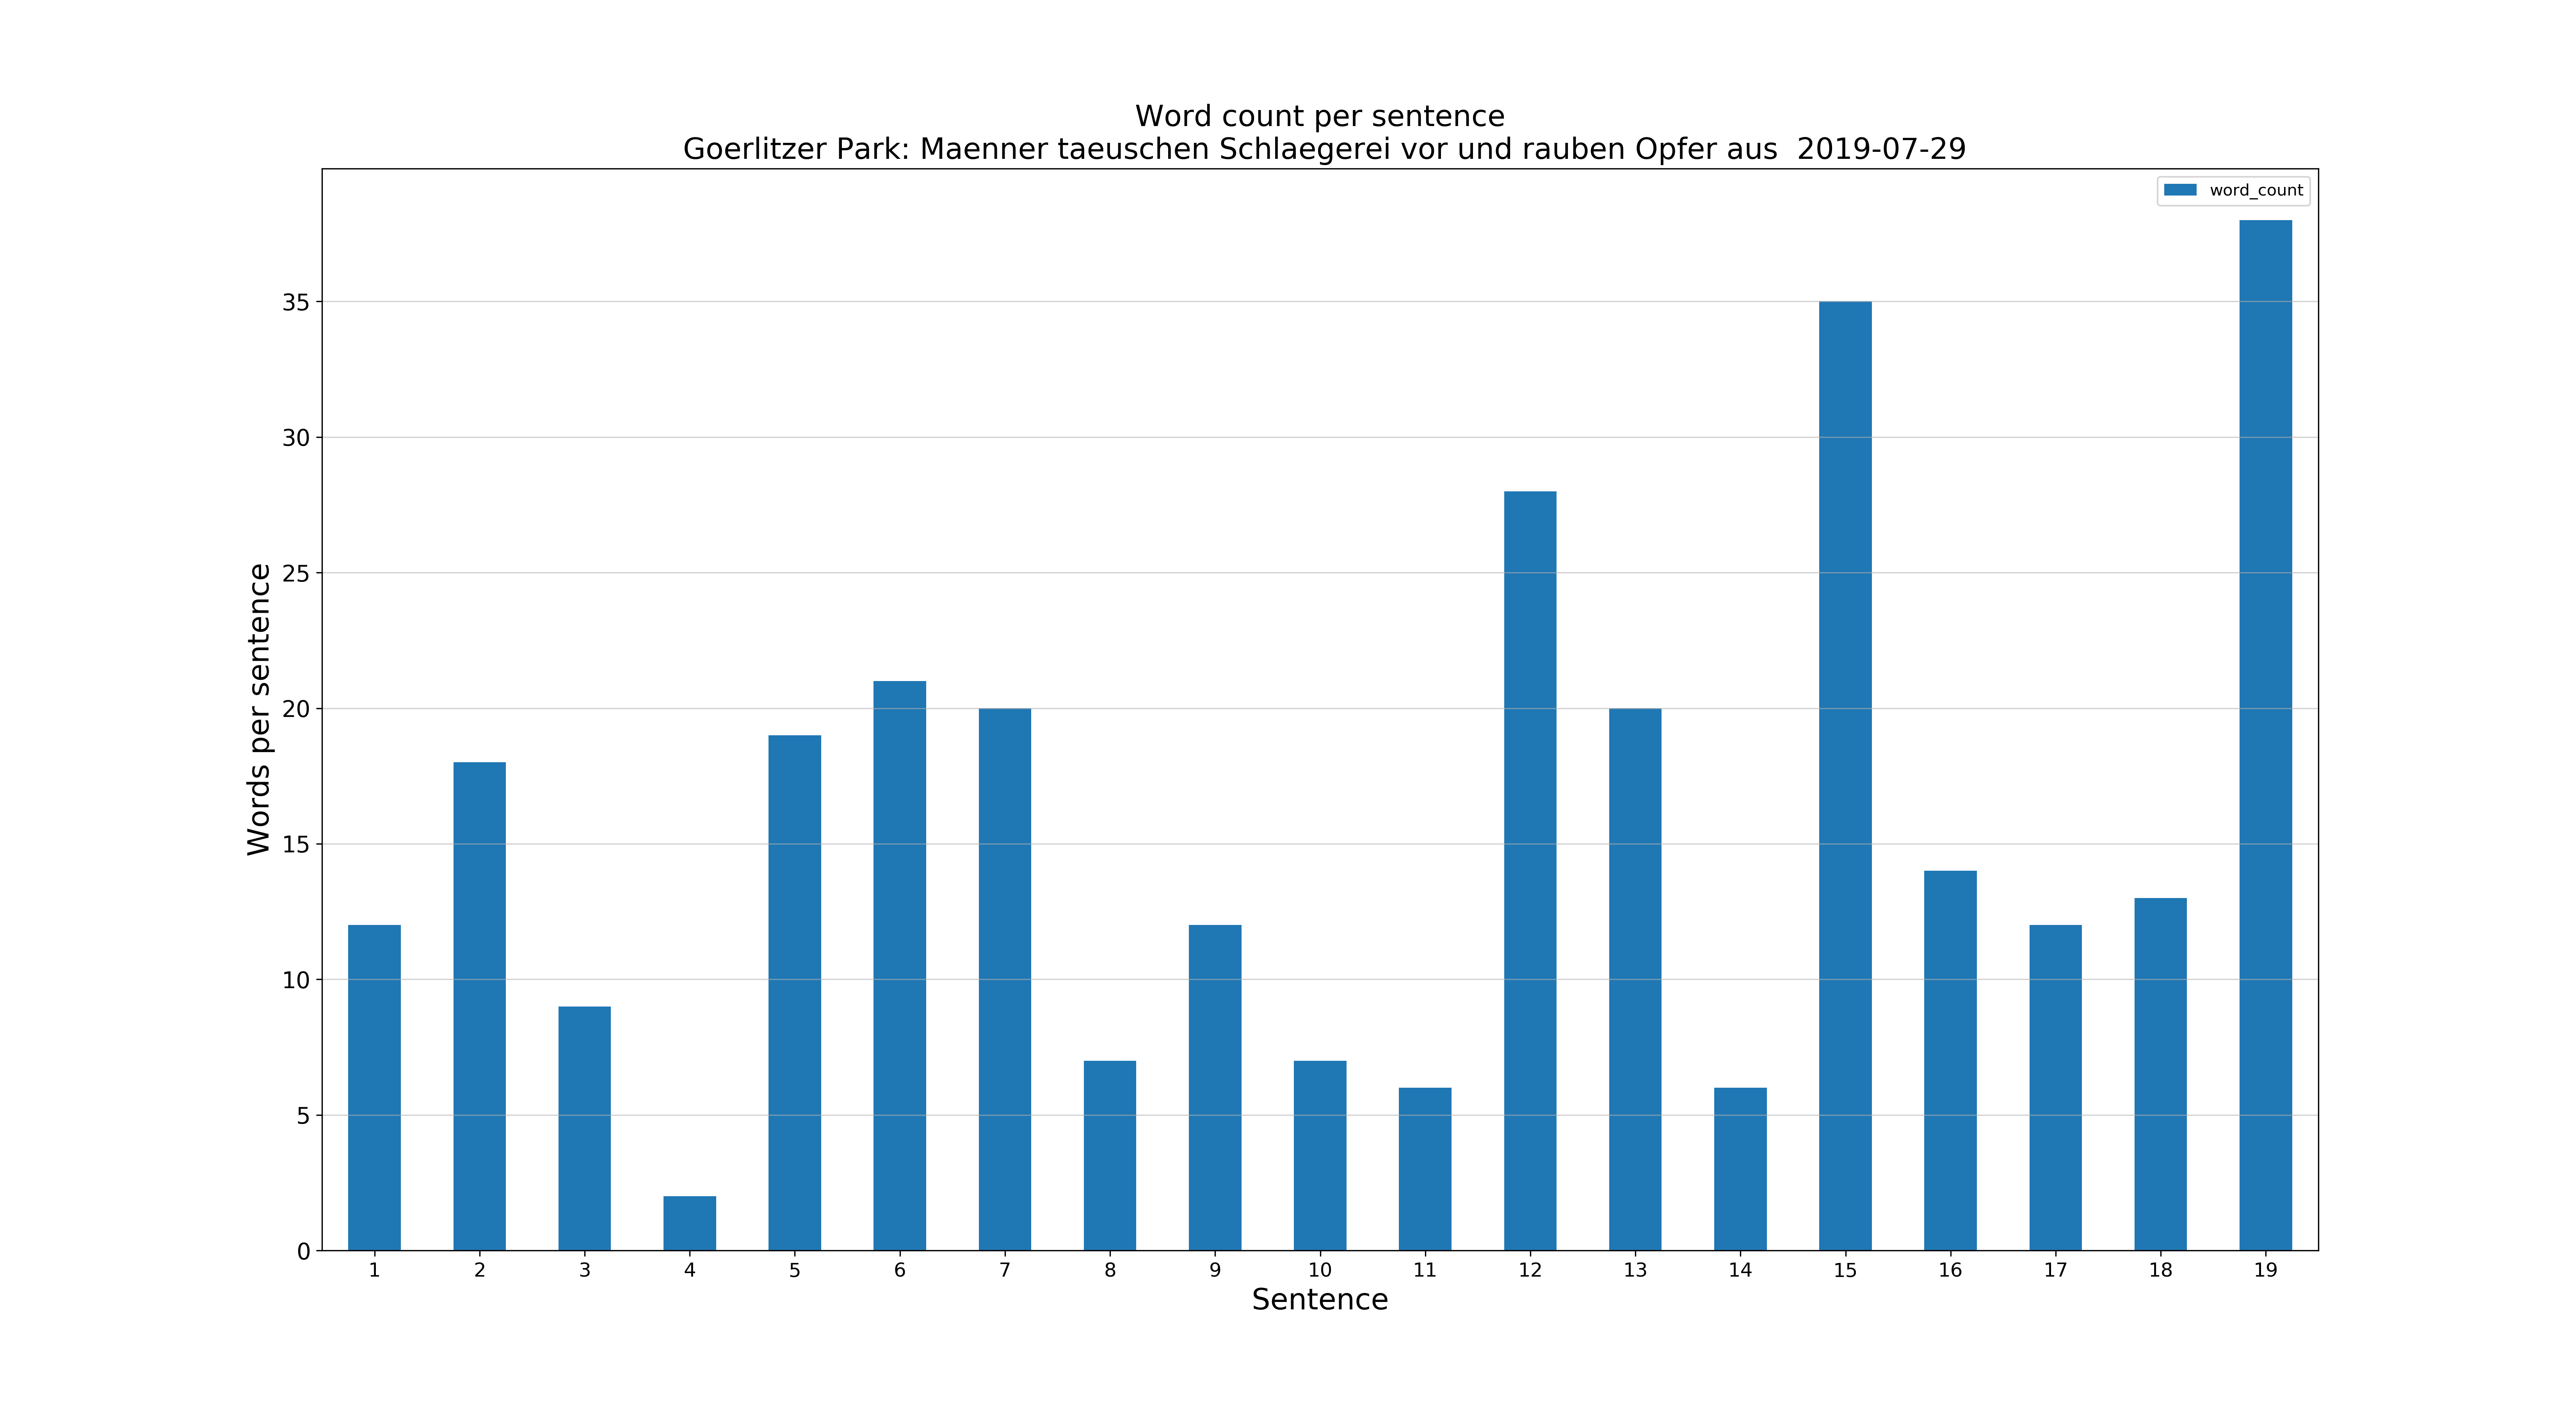 Word count per sentence
Goerlitzer Park: Maenner taeuschen Schlaegerei vor und rauben Opfer aus  2019-07-29
word_count
35
30
25
20
15
10
5
0
Words per sentence
1 2 3 4 5 6 7 8 9 10 11 12 13 14 15 16 17 18 19
Sentence